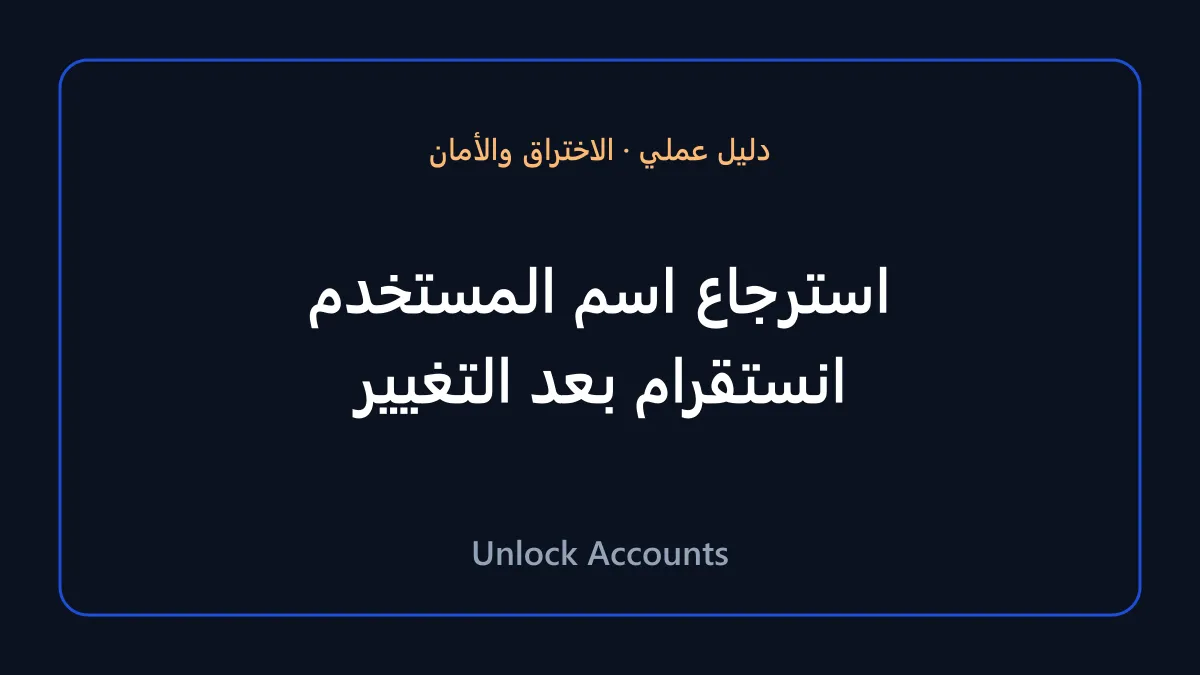 دليل عملي · الاختراق والأمان
استرجاع اسم المستخدم
انستقرام بعد التغيير
Unlock Accounts